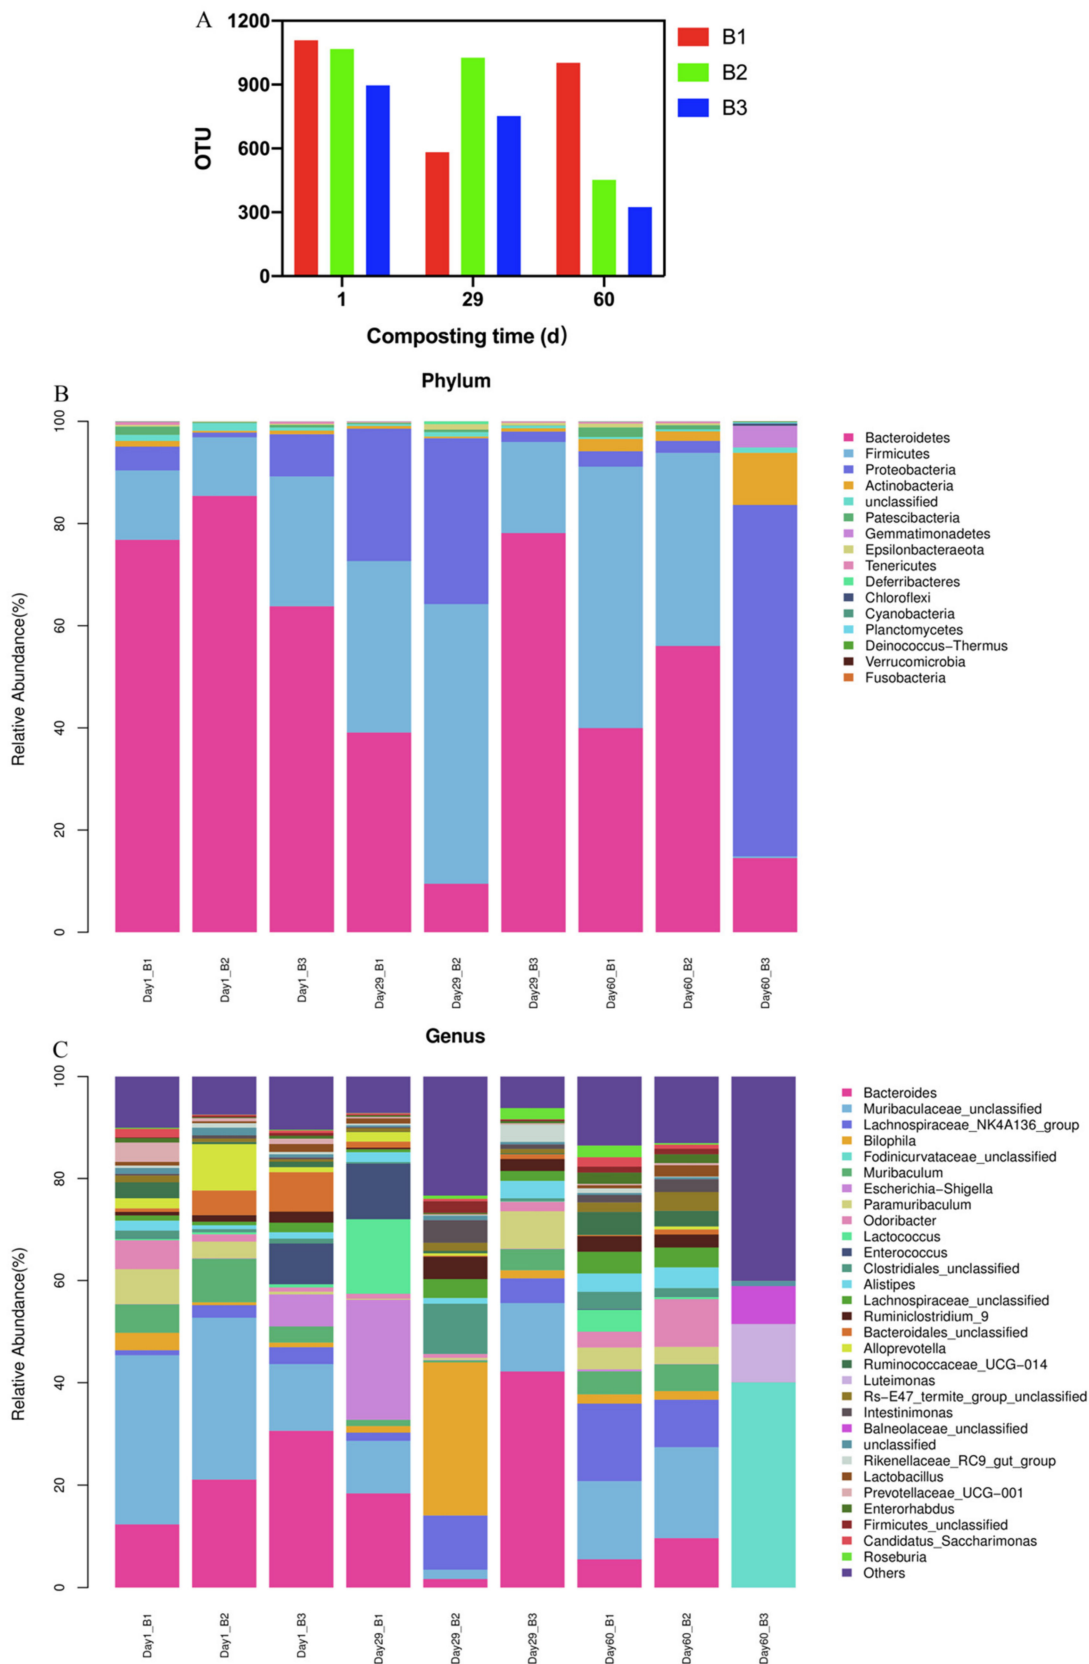 A
1200
900
600
300
0
OTU
1
29
60
Composting time (d)
B1
B2
B3
B
Phylum
100
80
60
40
20
0
Relative Abundance(%)
Day1_B1
Day1_B2
Day1_B3
Day29_B1
Day29_B2
Day29_B3
Day60_B1
Day60_B2
Day60_B3
Bacteroidetes
Firmicutes
Proteobacteria
Actinobacteria
unclassified
Patescibacteria
Gemmatimonadetes
Epsilonbacteraeota
Tenericutes
Deferribacteres
Chloroflexi
Cyanobacteria
Planctomycetes
Deinococcus−Thermus
Verrucomicrobia
Fusobacteria
C
Genus
100
80
60
40
20
0
Relative Abundance(%)
Day1_B1
Day1_B2
Day1_B3
Day29_B1
Day29_B2
Day29_B3
Day60_B1
Day60_B2
Day60_B3
Bacteroides
Muribaculaceae_unclassified
Lachnospiraceae_NK4A136_group
Bilophila
Fodinicurvataceae_unclassified
Muribaculum
Escherichia−Shigella
Paramuribaculum
Odoribacter
Lactococcus
Enterococcus
Clostridiales_unclassified
Alistipes
Lachnospiraceae_unclassified
Ruminiclostridium_9
Bacteroidales_unclassified
Alloprevotella
Ruminococcaceae_UCG−014
Luteimonas
Rs−E47_termite_group_unclassified
Intestinimonas
Balneolaceae_unclassified
unclassified
Rikenellaceae_RC9_gut_group
Lactobacillus
Prevotellaceae_UCG−001
Enterorhabdus
Firmicutes_unclassified
Candidatus_Saccharimonas
Roseburia
Others